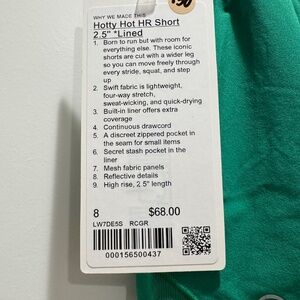 90
WHY WE MADE THIS
Hotty Hot HR Short
2.5" *Lined
1. Born to run but with room for
everything else. These iconic
shorts are cut with a wider leg
so you can move freely through
every stride, squat, and step
up
2. Swift fabric is lightweight,
four-way stretch,
sweat-wicking, and quick-drying
3. Built-in liner offers extra
coverage
4. Continuous drawcord
5. A discreet zippered pocket in
the seam for small items
6. Secret stash pocket in the
liner
7. Mesh fabric panels
8. Reflective details
9. High rise, 2.5" length
8 $68.00
LW7DE5S RCGR
000156500437